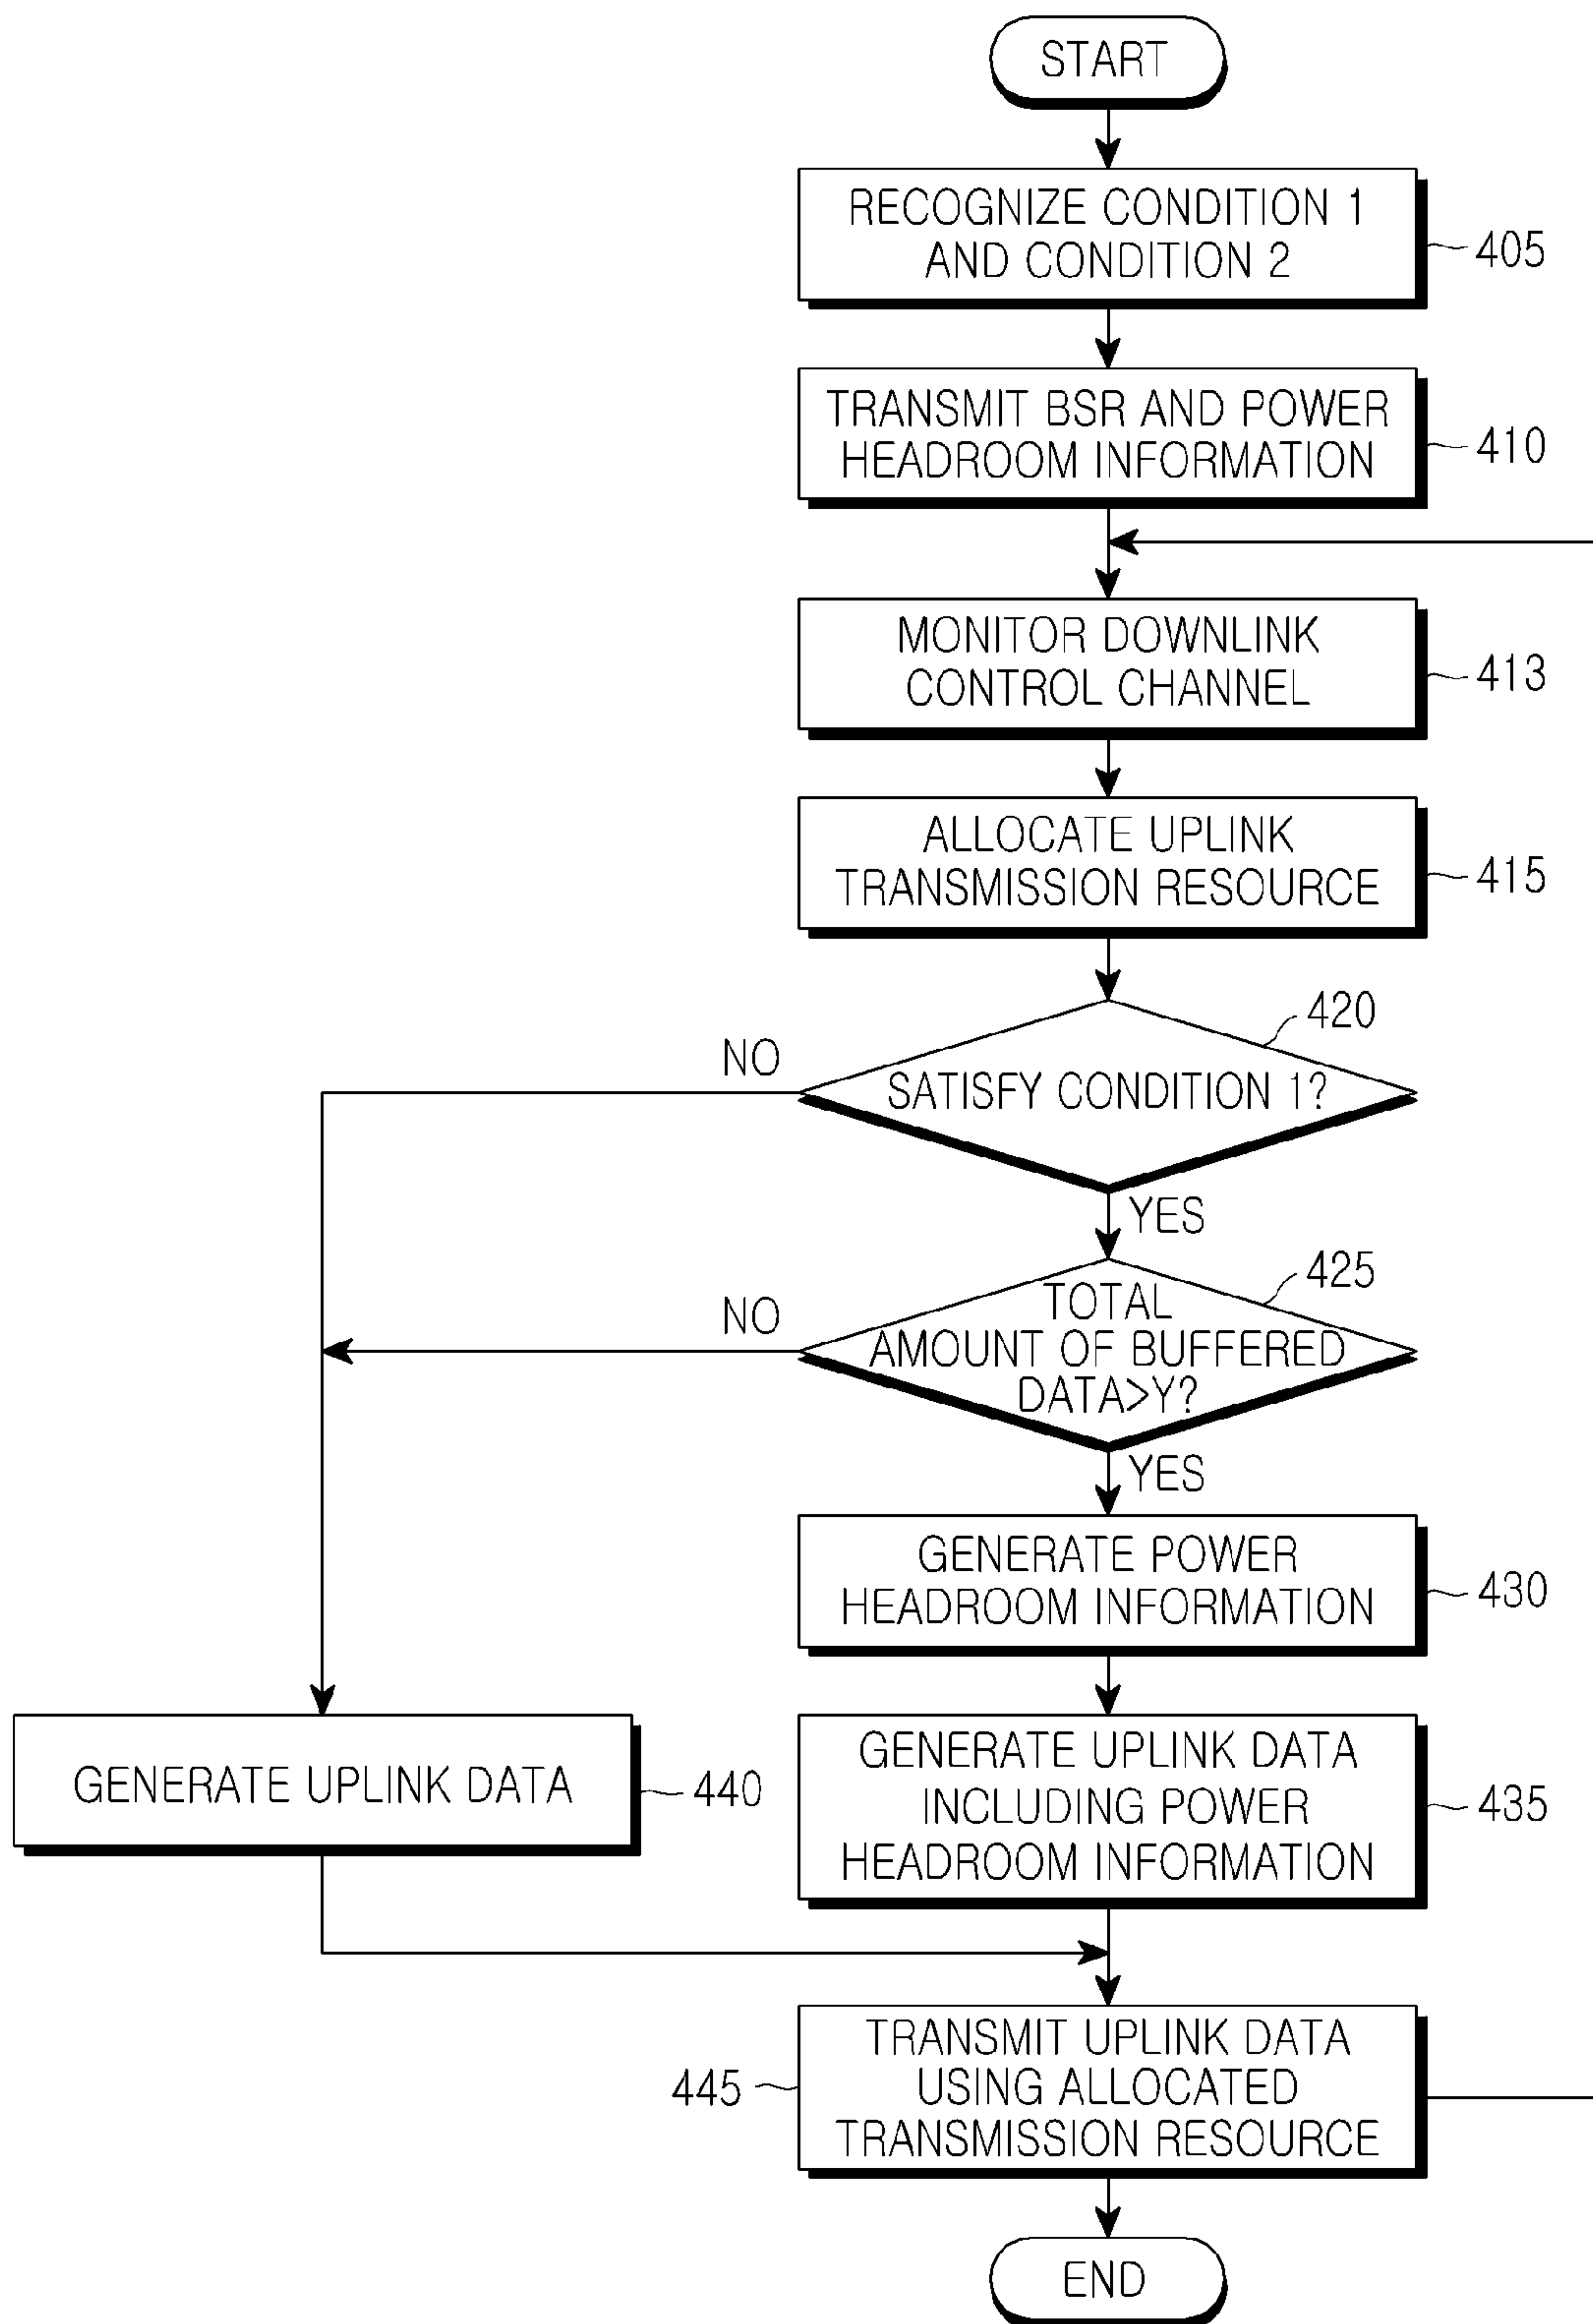 START
RECOGNIZE CONDITION 1
AND CONDITION 2
405
TRANSMIT BSR AND POWER
HEADROOM INFORMATION
410
MONITOR DOWNLINK
CONTROL CHANNEL
413
ALLOCATE UPLINK
TRANSMISSION RESOURCE
415
420
NO
SATISFY CONDITION 1?
YES
425
NO
TOTAL
AMOUNT OF BUFFERED
DATA>Y?
YES
GENERATE POWER
HEADROOM INFORMATION
430
GENERATE UPLINK DATA
440
GENERATE UPLINK DATA
INCLUDING POWER
HEADROOM INFORMATION
435
445
TRANSMIT UPLINK DATA
USING ALLOCATED
TRANSMISSION RESOURCE
END